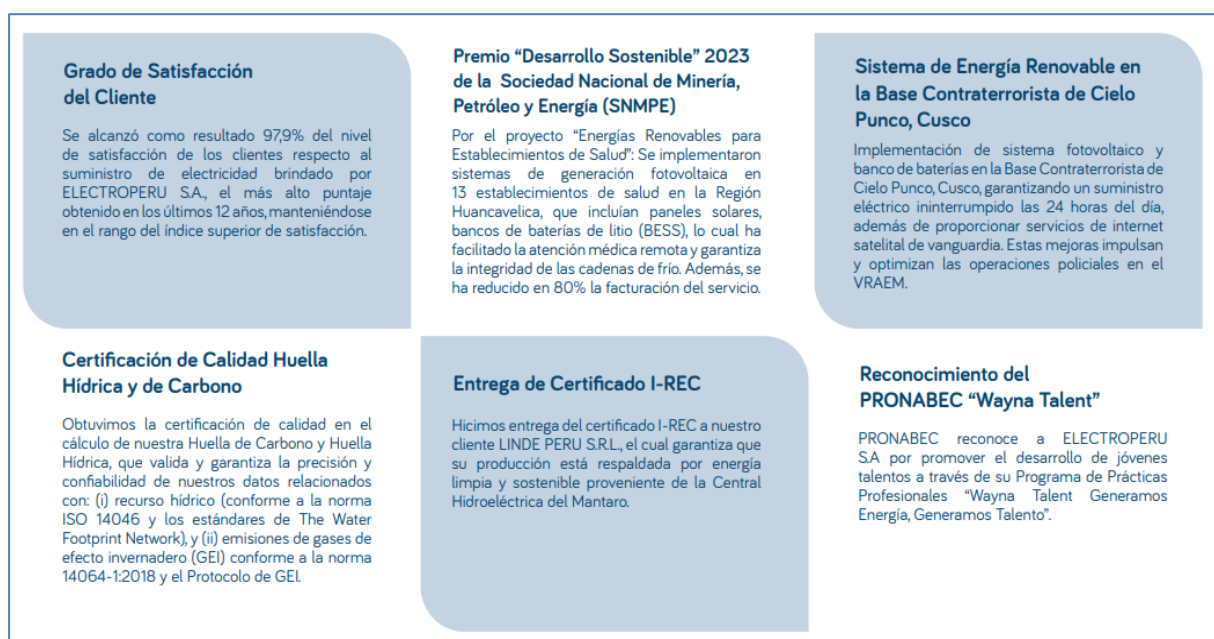 Grado de Satisfacción
del Cliente
Se alcanzó como resultado 97,9% del nivel
de satisfacción de los clientes respecto al
suministro de electricidad brindado por
ELECTROPERU S.A., el más alto puntaje
obtenido en los últimos 12 años, manteniéndose
en el rango del índice superior de satisfacción.
Premio “Desarrollo Sostenible” 2023
de la Sociedad Nacional de Minería,
Petróleo y Energía (SNMPE)
Por el proyecto “Energías Renovables para
Establecimientos de Salud”: Se implementaron
sistemas de generación fotovoltaica en
13 establecimientos de salud en la Región
Huancavelica, que incluían paneles solares,
bancos de baterías de litio (BESS), lo cual ha
facilitado la atención médica remota y garantiza
la integridad de las cadenas de frío. Además, se
ha reducido en 80% la facturación del servicio.
Sistema de Energía Renovable en
la Base Contraterrorista de Cielo
Punco, Cusco
Implementación de sistema fotovoltaico y
banco de baterías en la Base Contraterrorista de
Cielo Punco, Cusco, garantizando un suministro
eléctrico ininterrumpido las 24 horas del día,
además de proporcionar servicios de internet
satelital de vanguardia. Estas mejoras impulsan
y optimizan las operaciones policiales en el
VRAEM.
Certificación de Calidad Huella
Hídrica y de Carbono
Obtuvimos la certificación de calidad en el
cálculo de nuestra Huella de Carbono y Huella
Hídrica, que valida y garantiza la precisión y
confiabilidad de nuestros datos relacionados
con: (i) recurso hídrico (conforme a la norma
ISO 14046 y los estándares de The Water
Footprint Network), y (ii) emisiones de gases de
efecto invernadero (GEI) conforme a la norma
14064-1:2018 y el Protocolo de GEI.
Entrega de Certificado I-REC
Hicimos entrega del certificado I-REC a nuestro
cliente LINDE PERU S.R.L., el cual garantiza que
su producción está respaldada por energía
limpia y sostenible proveniente de la Central
Hidroeléctrica del Mantaro.
Reconocimiento del
PRONABEC “Wayna Talent”
PRONABEC reconoce a ELECTROPERU
S.A por promover el desarrollo de jóvenes
talentos a través de su Programa de Prácticas
Profesionales “Wayna Talent Generamos
Energía, Generamos Talento”.